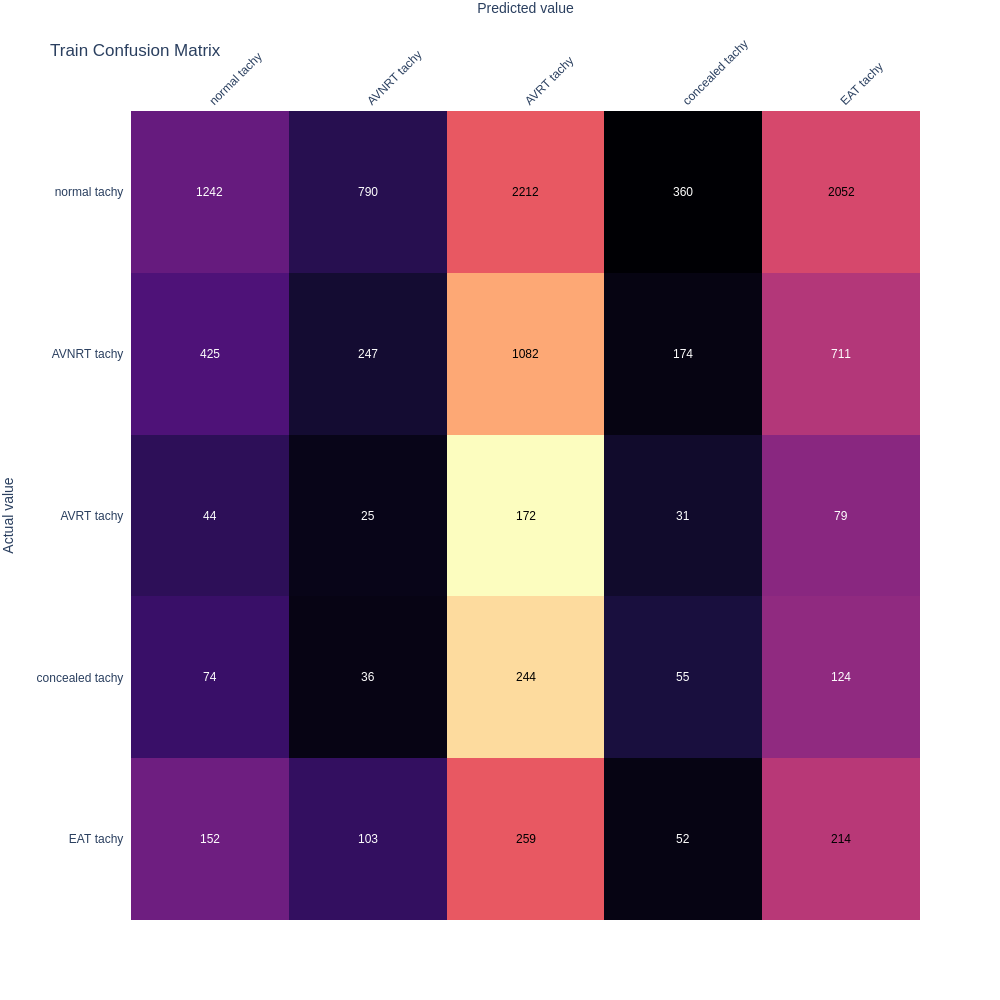 Predicted value
Train Confusion Matrix
normal tachy
AVNRT tachy
AVRT tachy
concealed tachy
EAT tachy
Actual value
normal tachy 1242 790 2212 360 2052
AVNRT tachy 425 247 1082 174 711
AVRT tachy 44 25 172 31 79
concealed tachy 74 36 244 55 124
EAT tachy 152 103 259 52 214